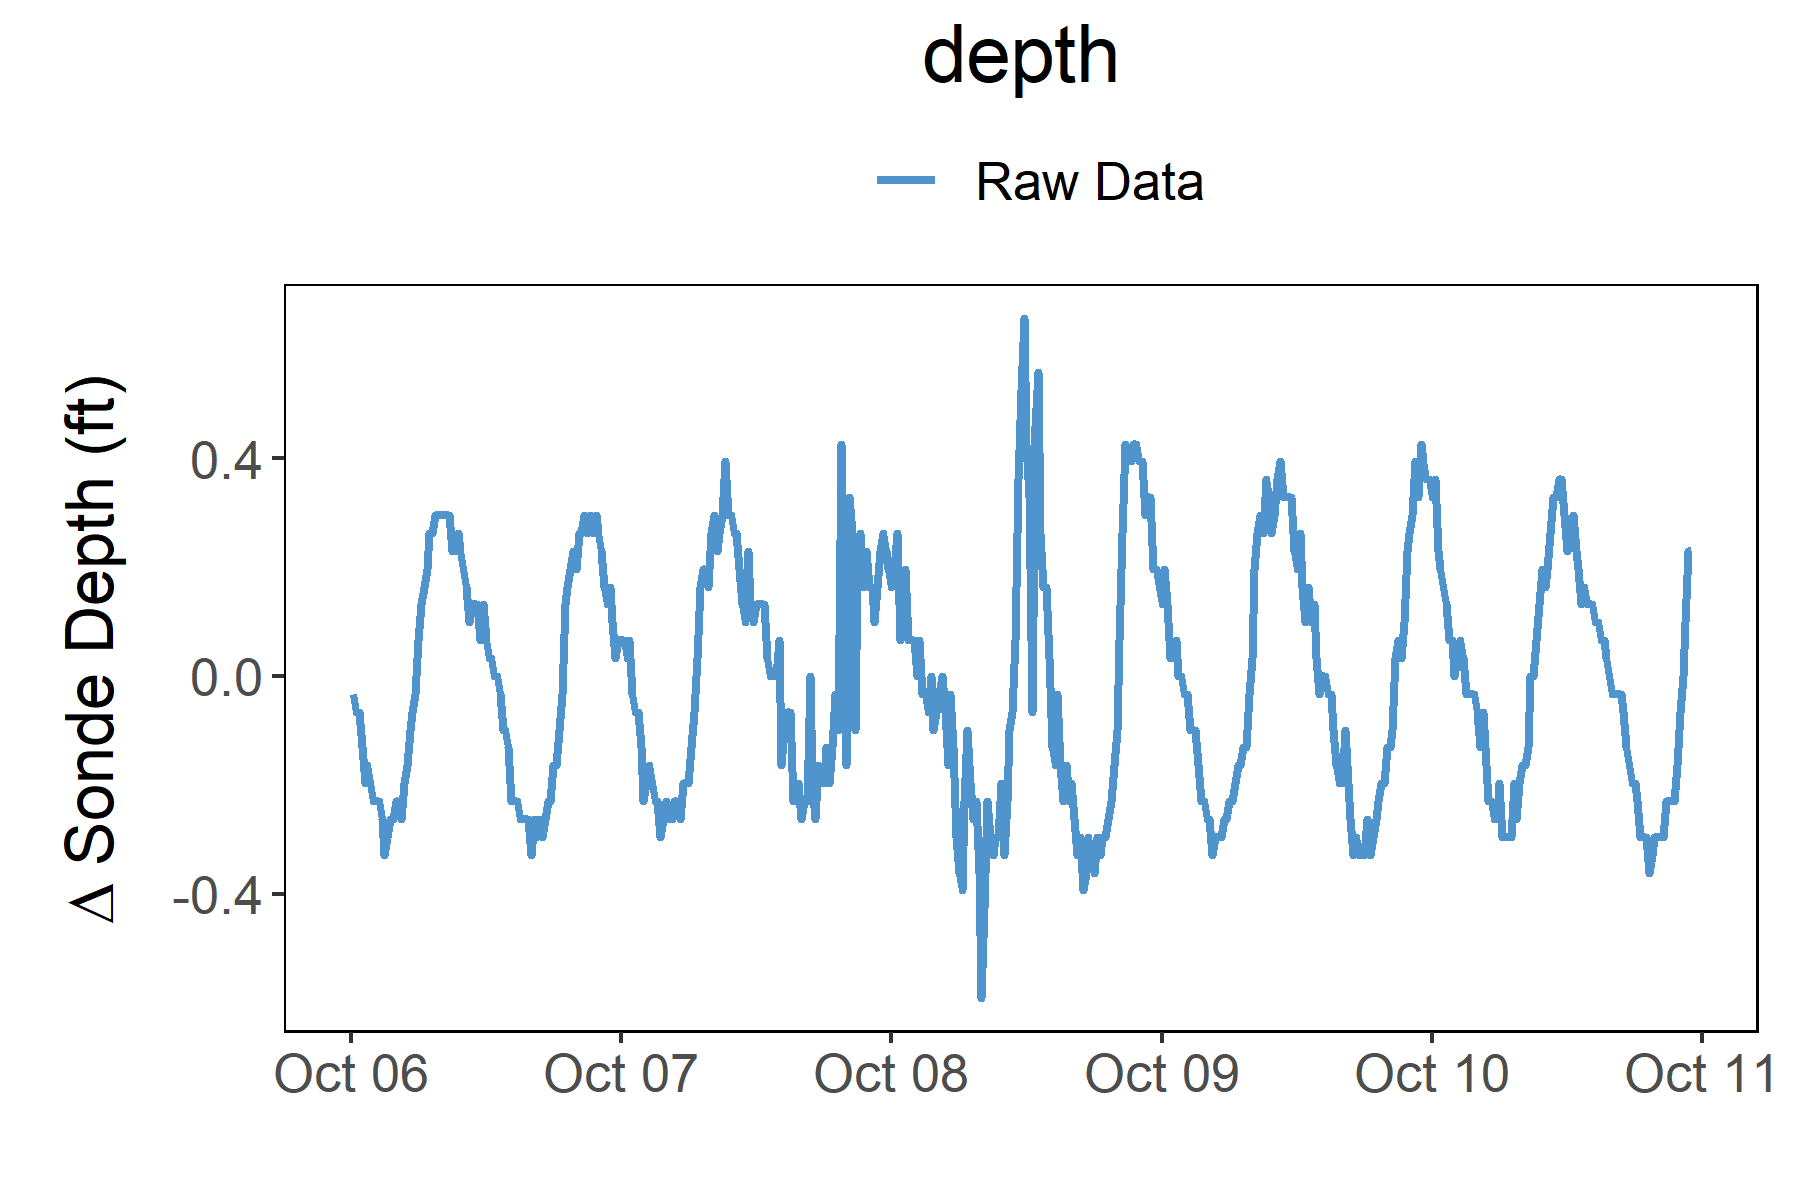 depth
Raw Data
Δ Sonde Depth (ft)
0.4
0.0
-0.4
Oct 06 Oct 07 Oct 08 Oct 09 Oct 10 Oct 11